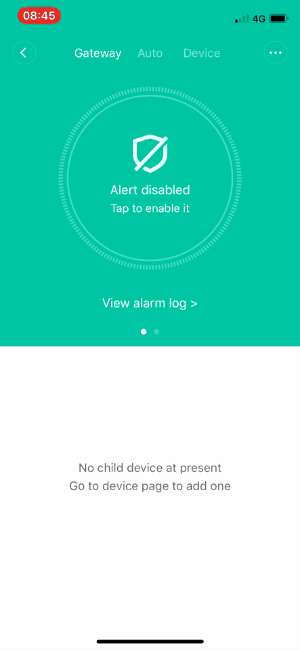 08:45
4G
Gateway Auto Device
Alert disabled
Tap to enable it
View alarm log >
No child device at present
Go to device page to add one